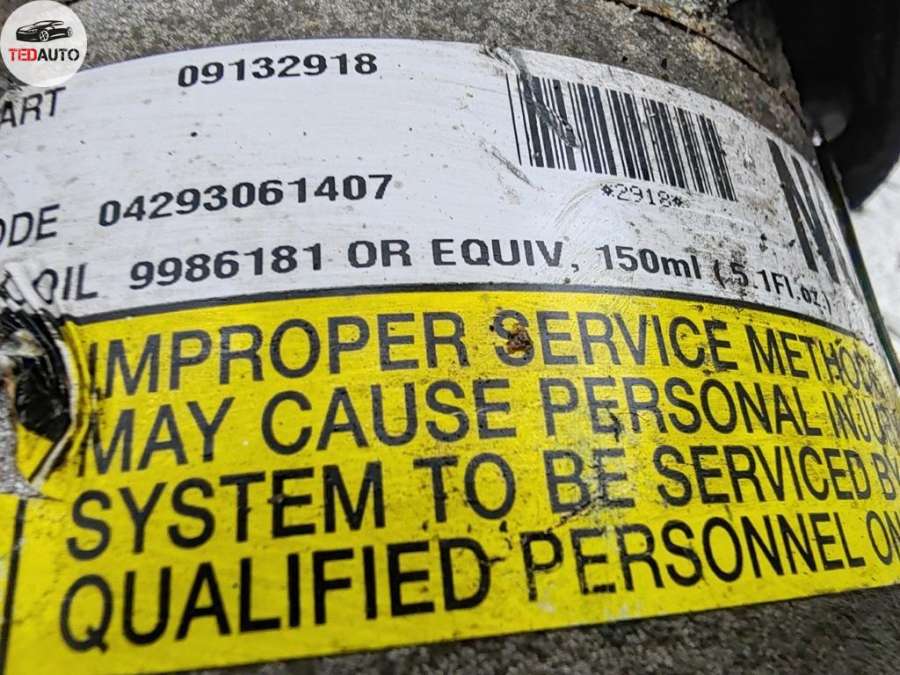 TEDAUTO
ART 09132918
*2918*
ODE 04293061407
OIL 9986181 OR EQUIV, 150ml (5.1Fl.oz.)
IMPROPER SERVICE METHODS
MAY CAUSE PERSONAL INJU
SYSTEM TO BE SERVICED BY
QUALIFIED PERSONNEL ON